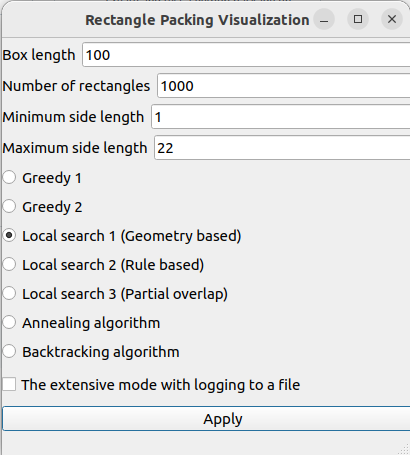 Rectangle Packing Visualization
Box length 100
Number of rectangles 1000
Minimum side length 1
Maximum side length 22
Greedy 1
Greedy 2
Local search 1 (Geometry based)
Local search 2 (Rule based)
Local search 3 (Partial overlap)
Annealing algorithm
Backtracking algorithm
The extensive mode with logging to a file
Apply